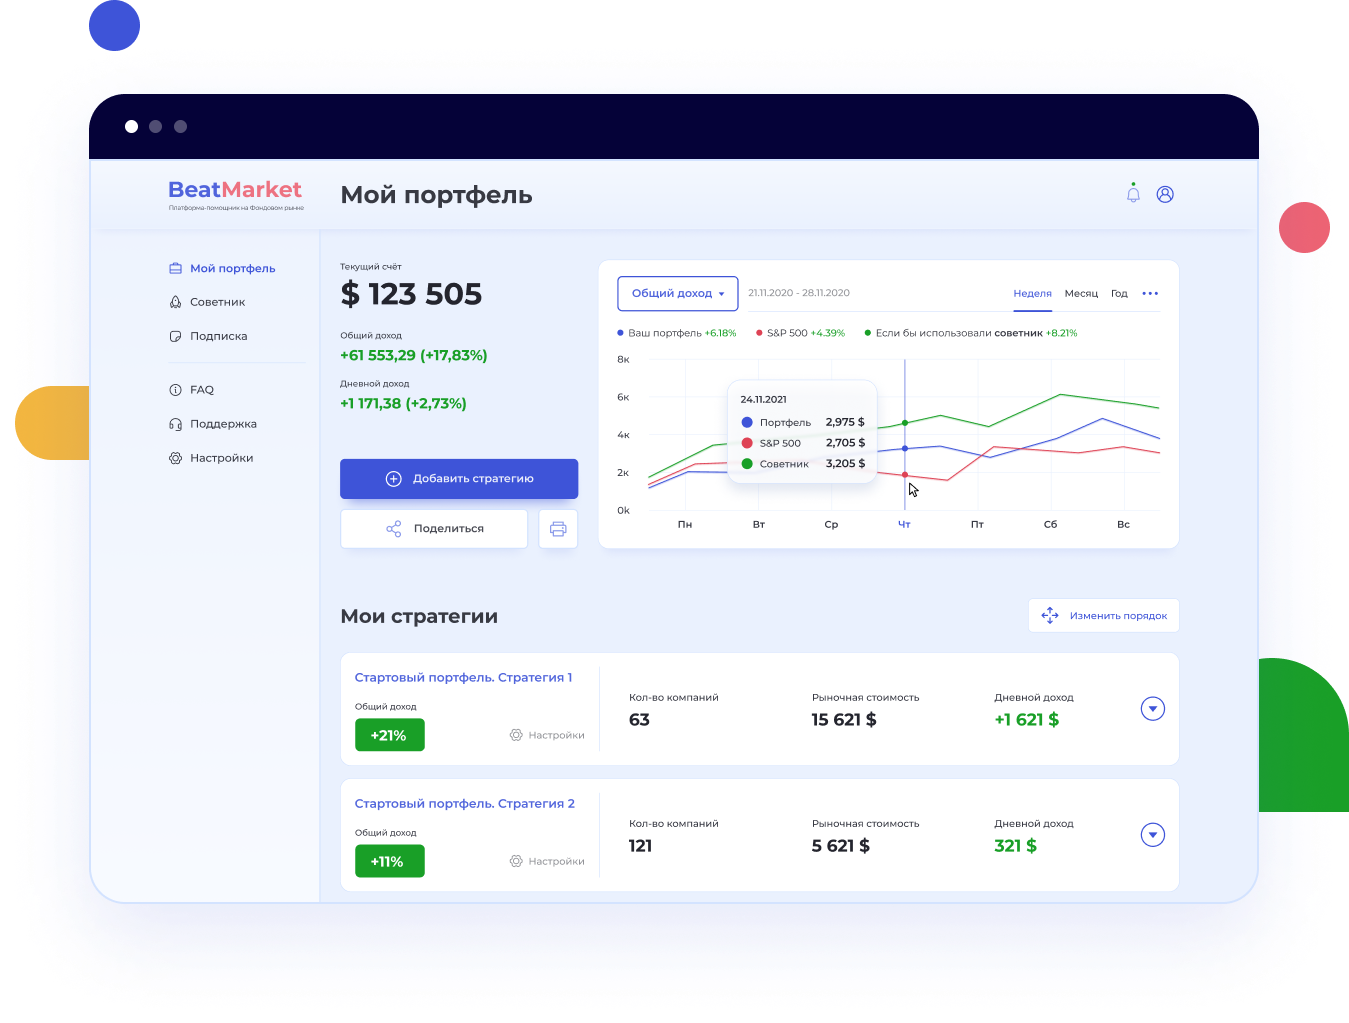 BeatMarket
Платформа-помощник на Фондовом рынке
Мой портфель
Мой портфель
Советник
Подписка
FAQ
Поддержка
Настройки
Текущий счёт
$ 123 505
Общий доход
+61 553,29 (+17,83%)
Дневной доход
+1 171,38 (+2,73%)
Добавить стратегию
Поделиться
Общий доход
21.11.2020 - 28.11.2020
Неделя Месяц Год
Ваш портфель +6.18% S&P 500 +4.39% Если бы использовали советник +8.21%
8к
6к
4к
2к
0k
24.11.2021
Портфель 2,975 $
S&P 500 2,705 $
Советник 3,205 $
Пн Вт Ср Чт Пт Сб Вс
Мои стратегии
Изменить порядок
Стартовый портфель. Стратегия 1
Общий доход
+21%
Настройки
Кол-во компаний
63
Рыночная стоимость
15 621 $
Дневной доход
+1 621 $
Стартовый портфель. Стратегия 2
Общий доход
+11%
Настройки
Кол-во компаний
121
Рыночная стоимость
5 621 $
Дневной доход
321 $